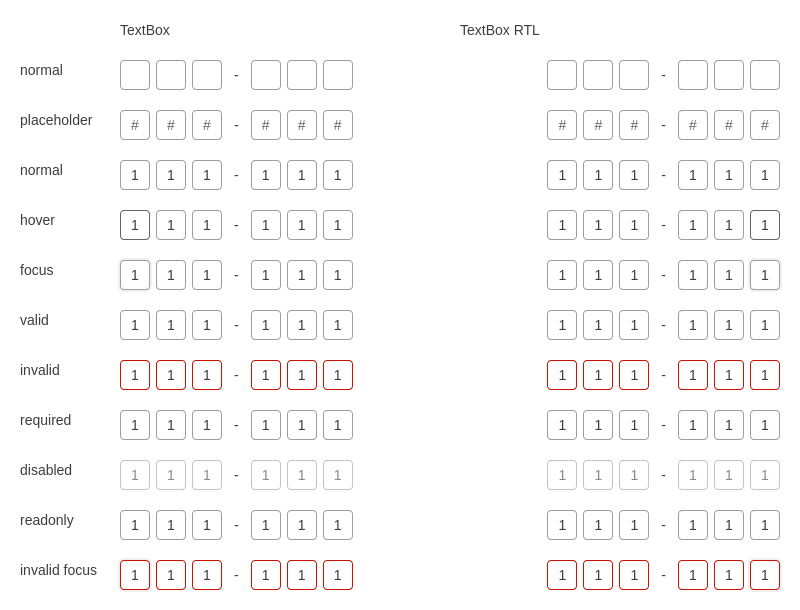 TextBox TextBox RTL
normal - -
placeholder # # # - # # # # # # - # # #
normal 1 1 1 - 1 1 1 1 1 1 - 1 1 1
hover 1 1 1 - 1 1 1 1 1 1 - 1 1 1
focus 1 1 1 - 1 1 1 1 1 1 - 1 1 1
valid 1 1 1 - 1 1 1 1 1 1 - 1 1 1
invalid 1 1 1 - 1 1 1 1 1 1 - 1 1 1
required 1 1 1 - 1 1 1 1 1 1 - 1 1 1
disabled 1 1 1 - 1 1 1 1 1 1 - 1 1 1
readonly 1 1 1 - 1 1 1 1 1 1 - 1 1 1
invalid focus 1 1 1 - 1 1 1 1 1 1 - 1 1 1